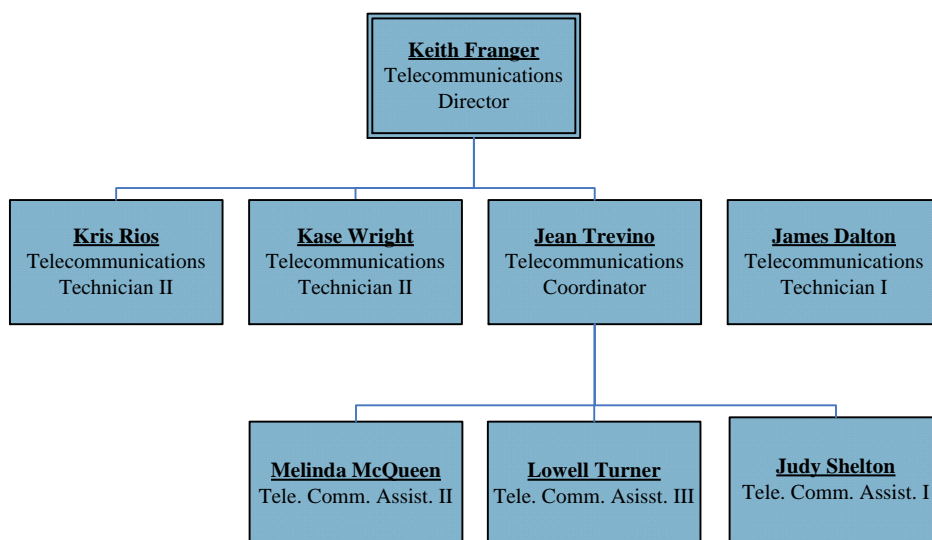 Keith Franger
Telecommunications
Director
Kris Rios
Telecommunications
Technician II
Kase Wright
Telecommunications
Technician II
Jean Trevino
Telecommunications
Coordinator
James Dalton
Telecommunications
Technician I
Melinda McQueen
Tele. Comm. Assist. II
Lowell Turner
Tele. Comm. Asisst. III
Judy Shelton
Tele. Comm. Assist. I